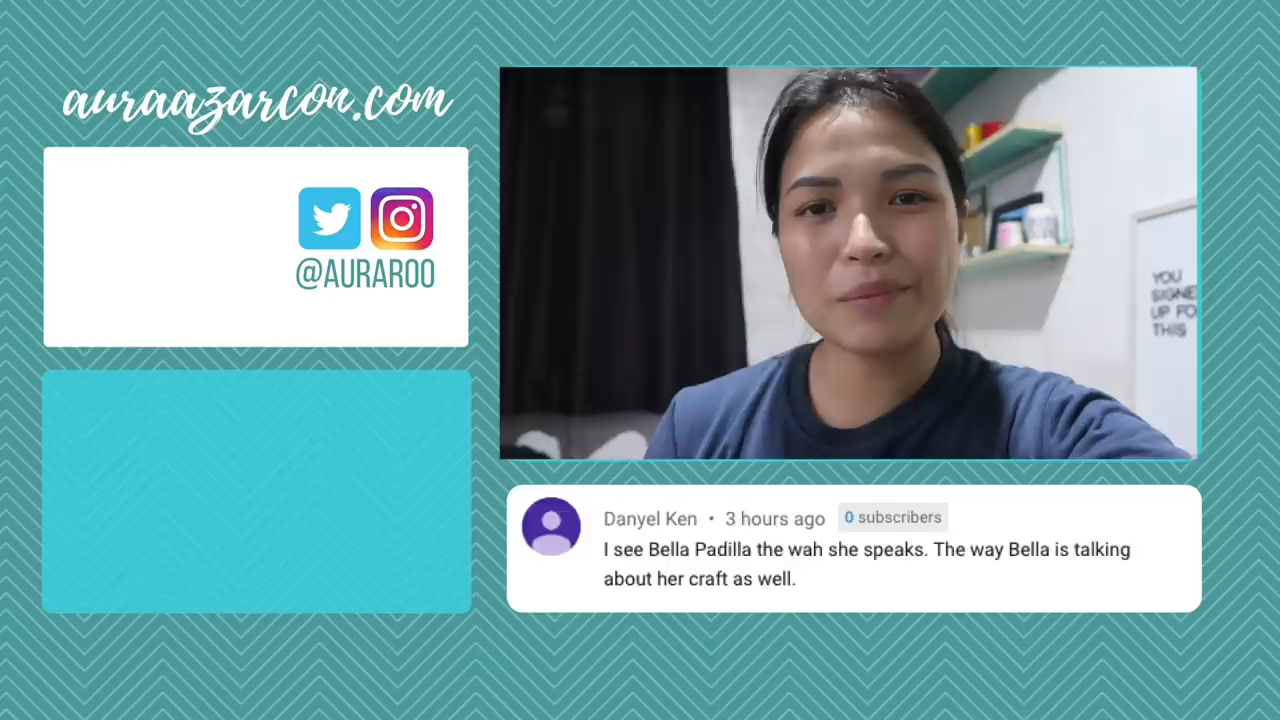 auraazarcon.com
@AURAROO
YOU
SIGNE
UP FO
THIS
Danyel Ken • 3 hours ago 0 subscribers
I see Bella Padilla the wah she speaks. The way Bella is talking
about her craft as well.